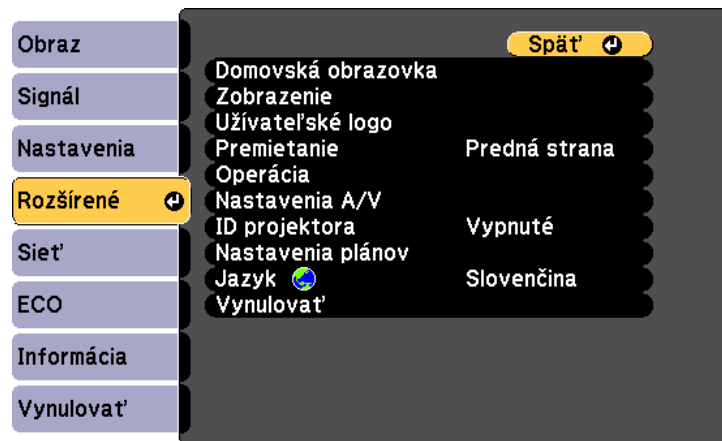 Obraz
Signál
Nastavenia
Rozšírené
Sieť
ECO
Informácia
Vynulovať
Späť
Domovská obrazovka
Zobrazenie
Užívateľské logo
Premietanie Predná strana
Operácia
Nastavenia A/V
ID projektora Vypnuté
Nastavenia plánov
Jazyk Slovenčina
Vynulovať